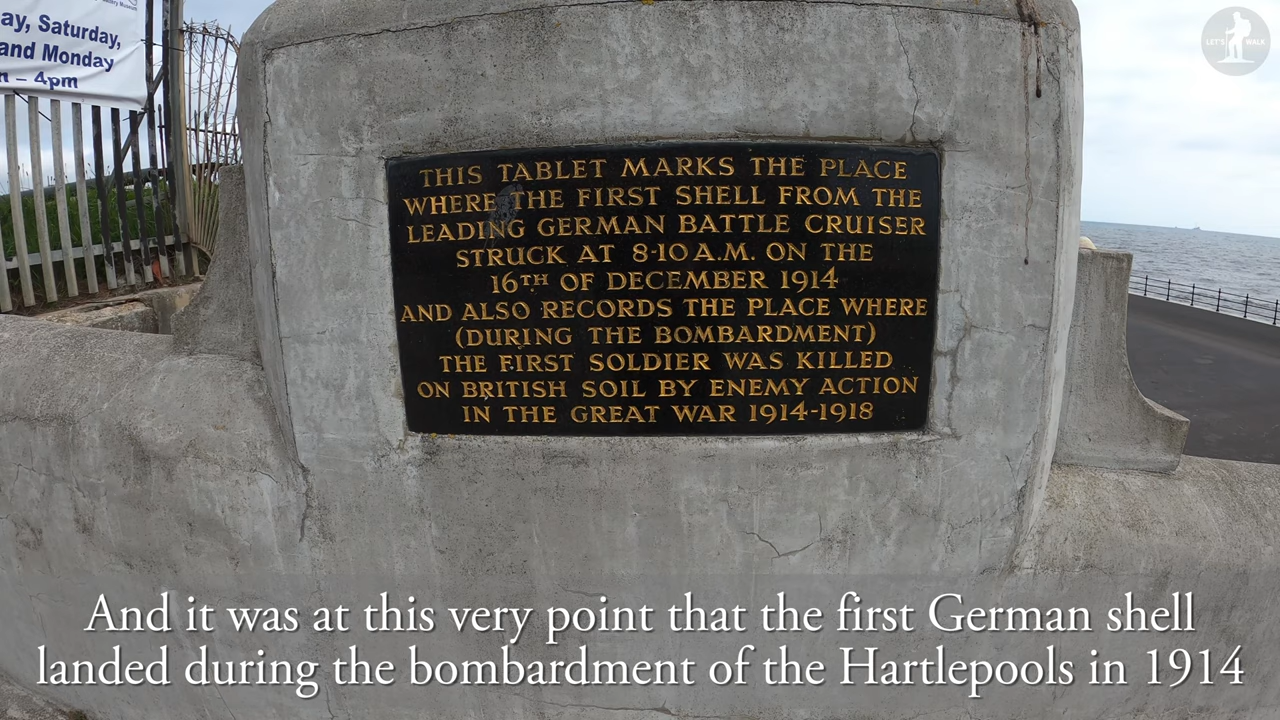 ay, Saturday,
and Monday
– 4pm
LET'S WALK
THIS TABLET MARKS THE PLACE
WHERE THE FIRST SHELL FROM THE
LEADING GERMAN BATTLE CRUISER
STRUCK AT 8·10 A.M. ON THE
16TH OF DECEMBER 1914
AND ALSO RECORDS THE PLACE WHERE
(DURING THE BOMBARDMENT)
THE FIRST SOLDIER WAS KILLED
ON BRITISH SOIL BY ENEMY ACTION
IN THE GREAT WAR 1914-1918
And it was at this very point that the first German shell
landed during the bombardment of the Hartlepools in 1914